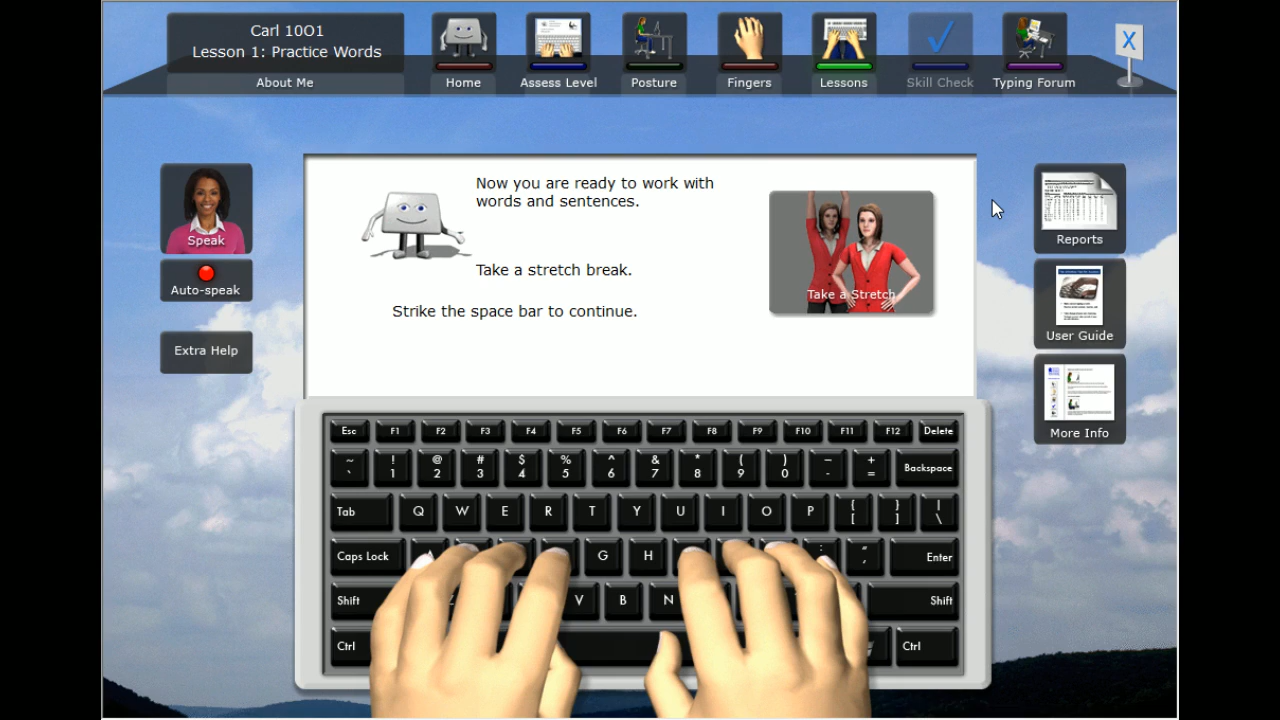 Carl 10O1
Lesson 1: Practice Words
About Me
Home
Assess Level
Posture
Fingers
Lessons
Skill Check
Typing Forum
X
Speak
Auto-speak
Extra Help
Now you are ready to work with
words and sentences.
Take a stretch break.
Strike the space bar to continue.
Take a Stretch
Reports
User Guide
More Info
Esc F1 F2 F3 F4 F5 F6 F7 F8 F9 F10 F11 F12 Delete
~ ! @ # $ % ^ & * ( ) — +
` 1 2 3 4 5 6 7 8 9 0 - = Backspace
Tab Q W E R T Y U I O P { [ } ] | \
Caps Lock G H : " , Enter
Shift Z V B N Shift
Ctrl Ctrl